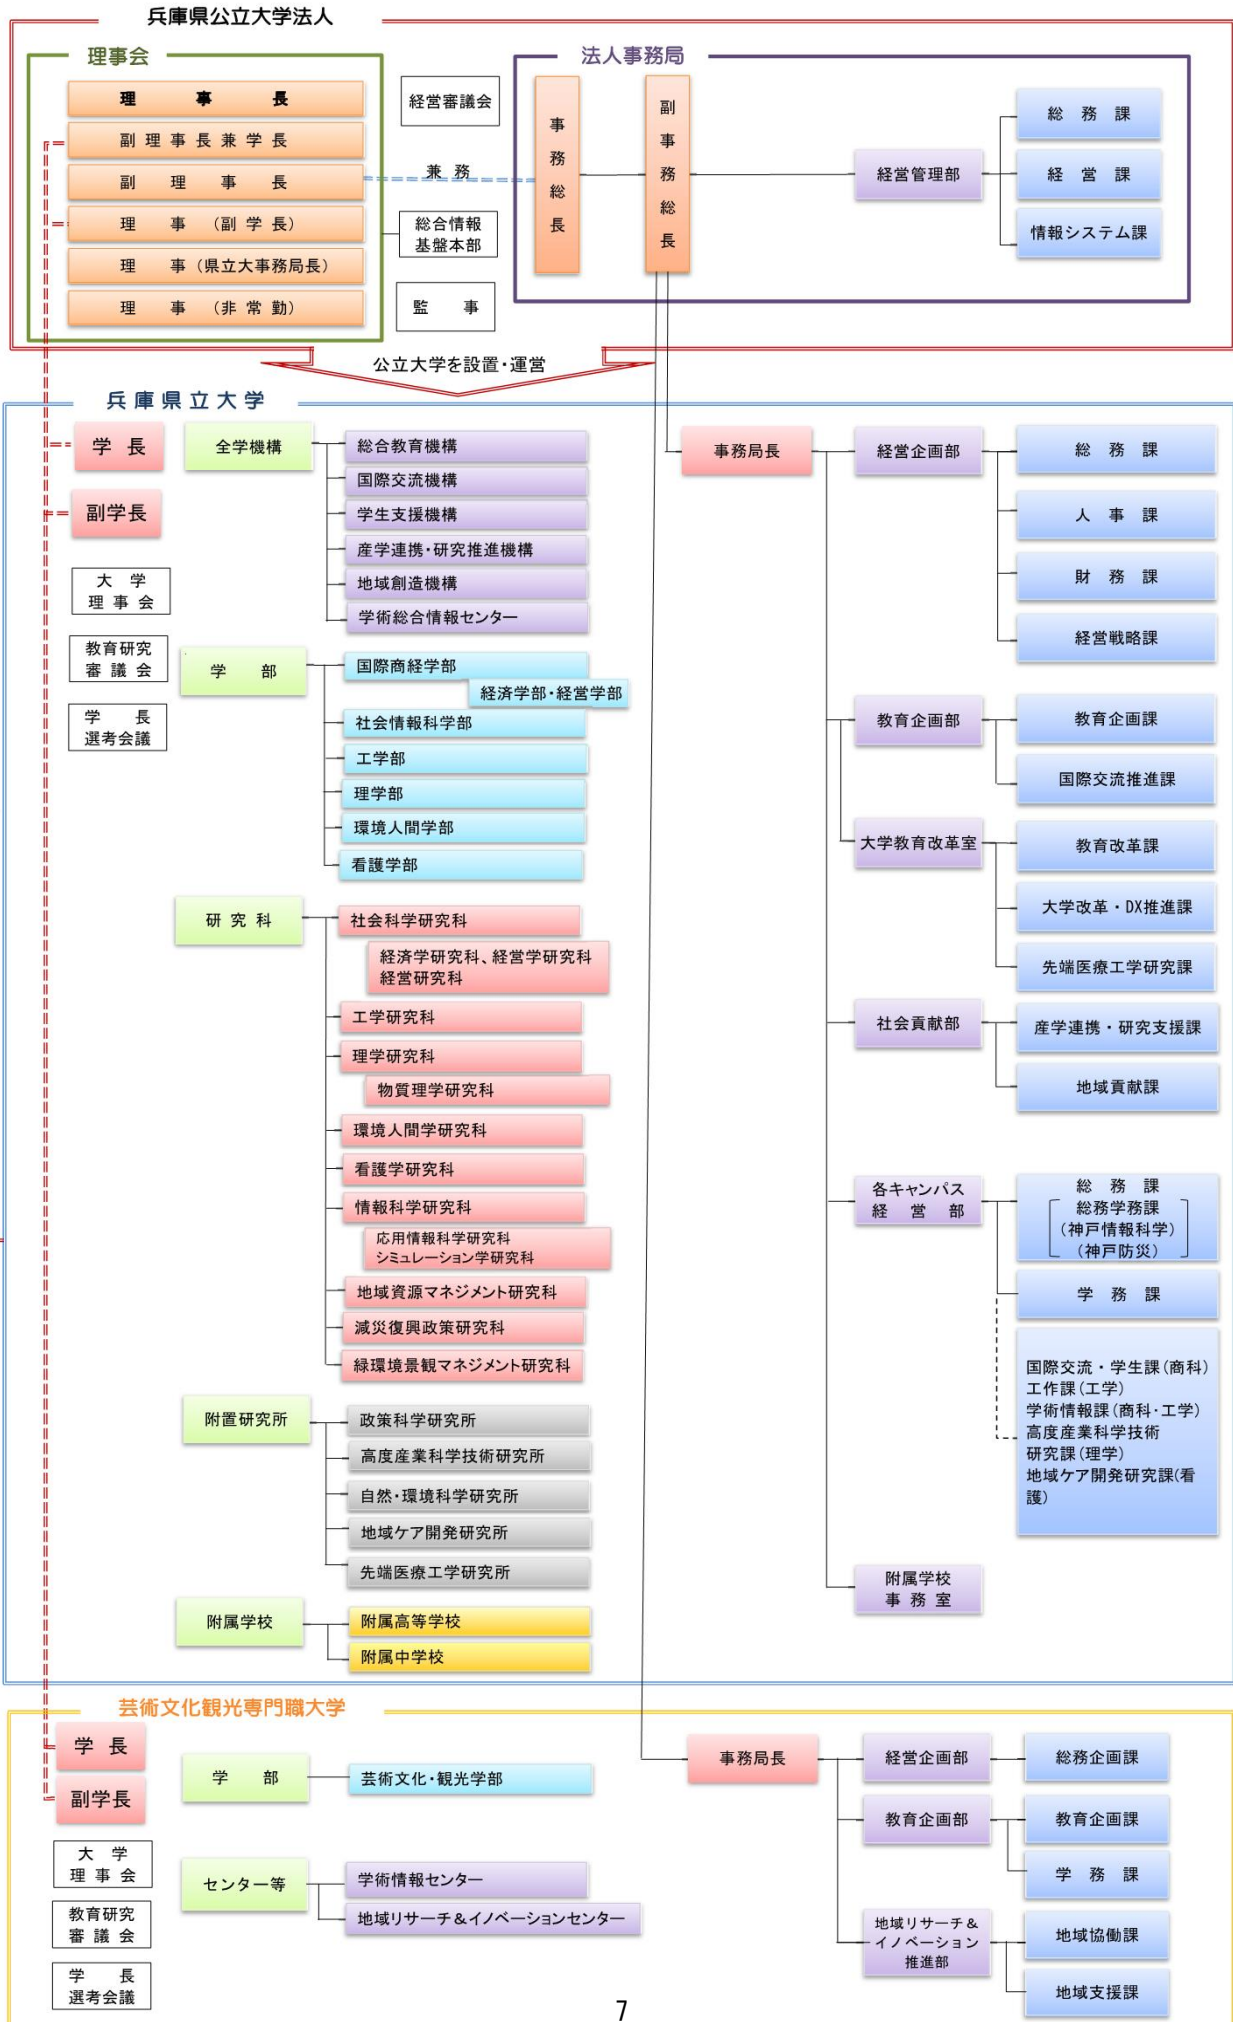 兵庫県公立大学法人
理事会
理事長
副理事長兼学長
副理事長
理事（副学長）
理事（県立大事務局長）
理事（非常勤）
経営審議会
兼務
総合情報
基盤本部
監事
法人事務局
事務総長
副事務総長
経営管理部
総務課
経営課
情報システム課
公立大学を設置・運営
兵庫県立大学
学長
副学長
大学
理事会
教育研究
審議会
学長
選考会議
全学機構
総合教育機構
国際交流機構
学生支援機構
産学連携・研究推進機構
地域創造機構
学術総合情報センター
学部
国際商経学部
経済学部・経営学部
社会情報科学部
工学部
理学部
環境人間学部
看護学部
研究科
社会科学研究科
経済学研究科、経営学研究科
経営研究科
工学研究科
理学研究科
物質理学研究科
環境人間学研究科
看護学研究科
情報科学研究科
応用情報科学研究科
シミュレーション学研究科
地域資源マネジメント研究科
減災復興政策研究科
緑環境景観マネジメント研究科
附置研究所
政策科学研究所
高度産業科学技術研究所
自然・環境科学研究所
地域ケア開発研究所
先端医療工学研究所
附属学校
附属高等学校
附属中学校
事務局長
経営企画部
総務課
人事課
財務課
経営戦略課
教育企画部
教育企画課
国際交流推進課
大学教育改革室
教育改革課
大学改革・DX推進課
先端医療工学研究課
社会貢献部
産学連携・研究支援課
地域貢献課
各キャンパス
経営部
総務課
総務学務課
（神戸情報科学）
（神戸防災）
学務課
国際交流・学生課(商科)
工作課(工学)
学術情報課(商科・工学)
高度産業科学技術
研究課(理学)
地域ケア開発研究課(看
護)
附属学校
事務室
芸術文化観光専門職大学
学長
副学長
大学
理事会
教育研究
審議会
学長
選考会議
学部
芸術文化・観光学部
センター等
学術情報センター
地域リサーチ＆イノベーションセンター
事務局長
経営企画部
総務企画課
教育企画部
教育企画課
学務課
地域リサーチ＆
イノベーション
推進部
地域協働課
地域支援課
7